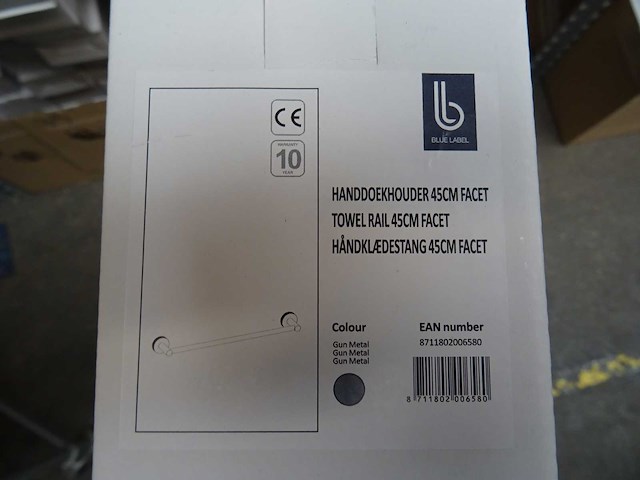 CE
WARRANTY
10
YEAR
b
BLUE LABEL
HANDDOEKHOUDER 45CM FACET
TOWEL RAIL 45CM FACET
HÅNDKLÆDESTANG 45CM FACET
Colour
Gun Metal
Gun Metal
Gun Metal
EAN number
8711802006580
8 711802 006580